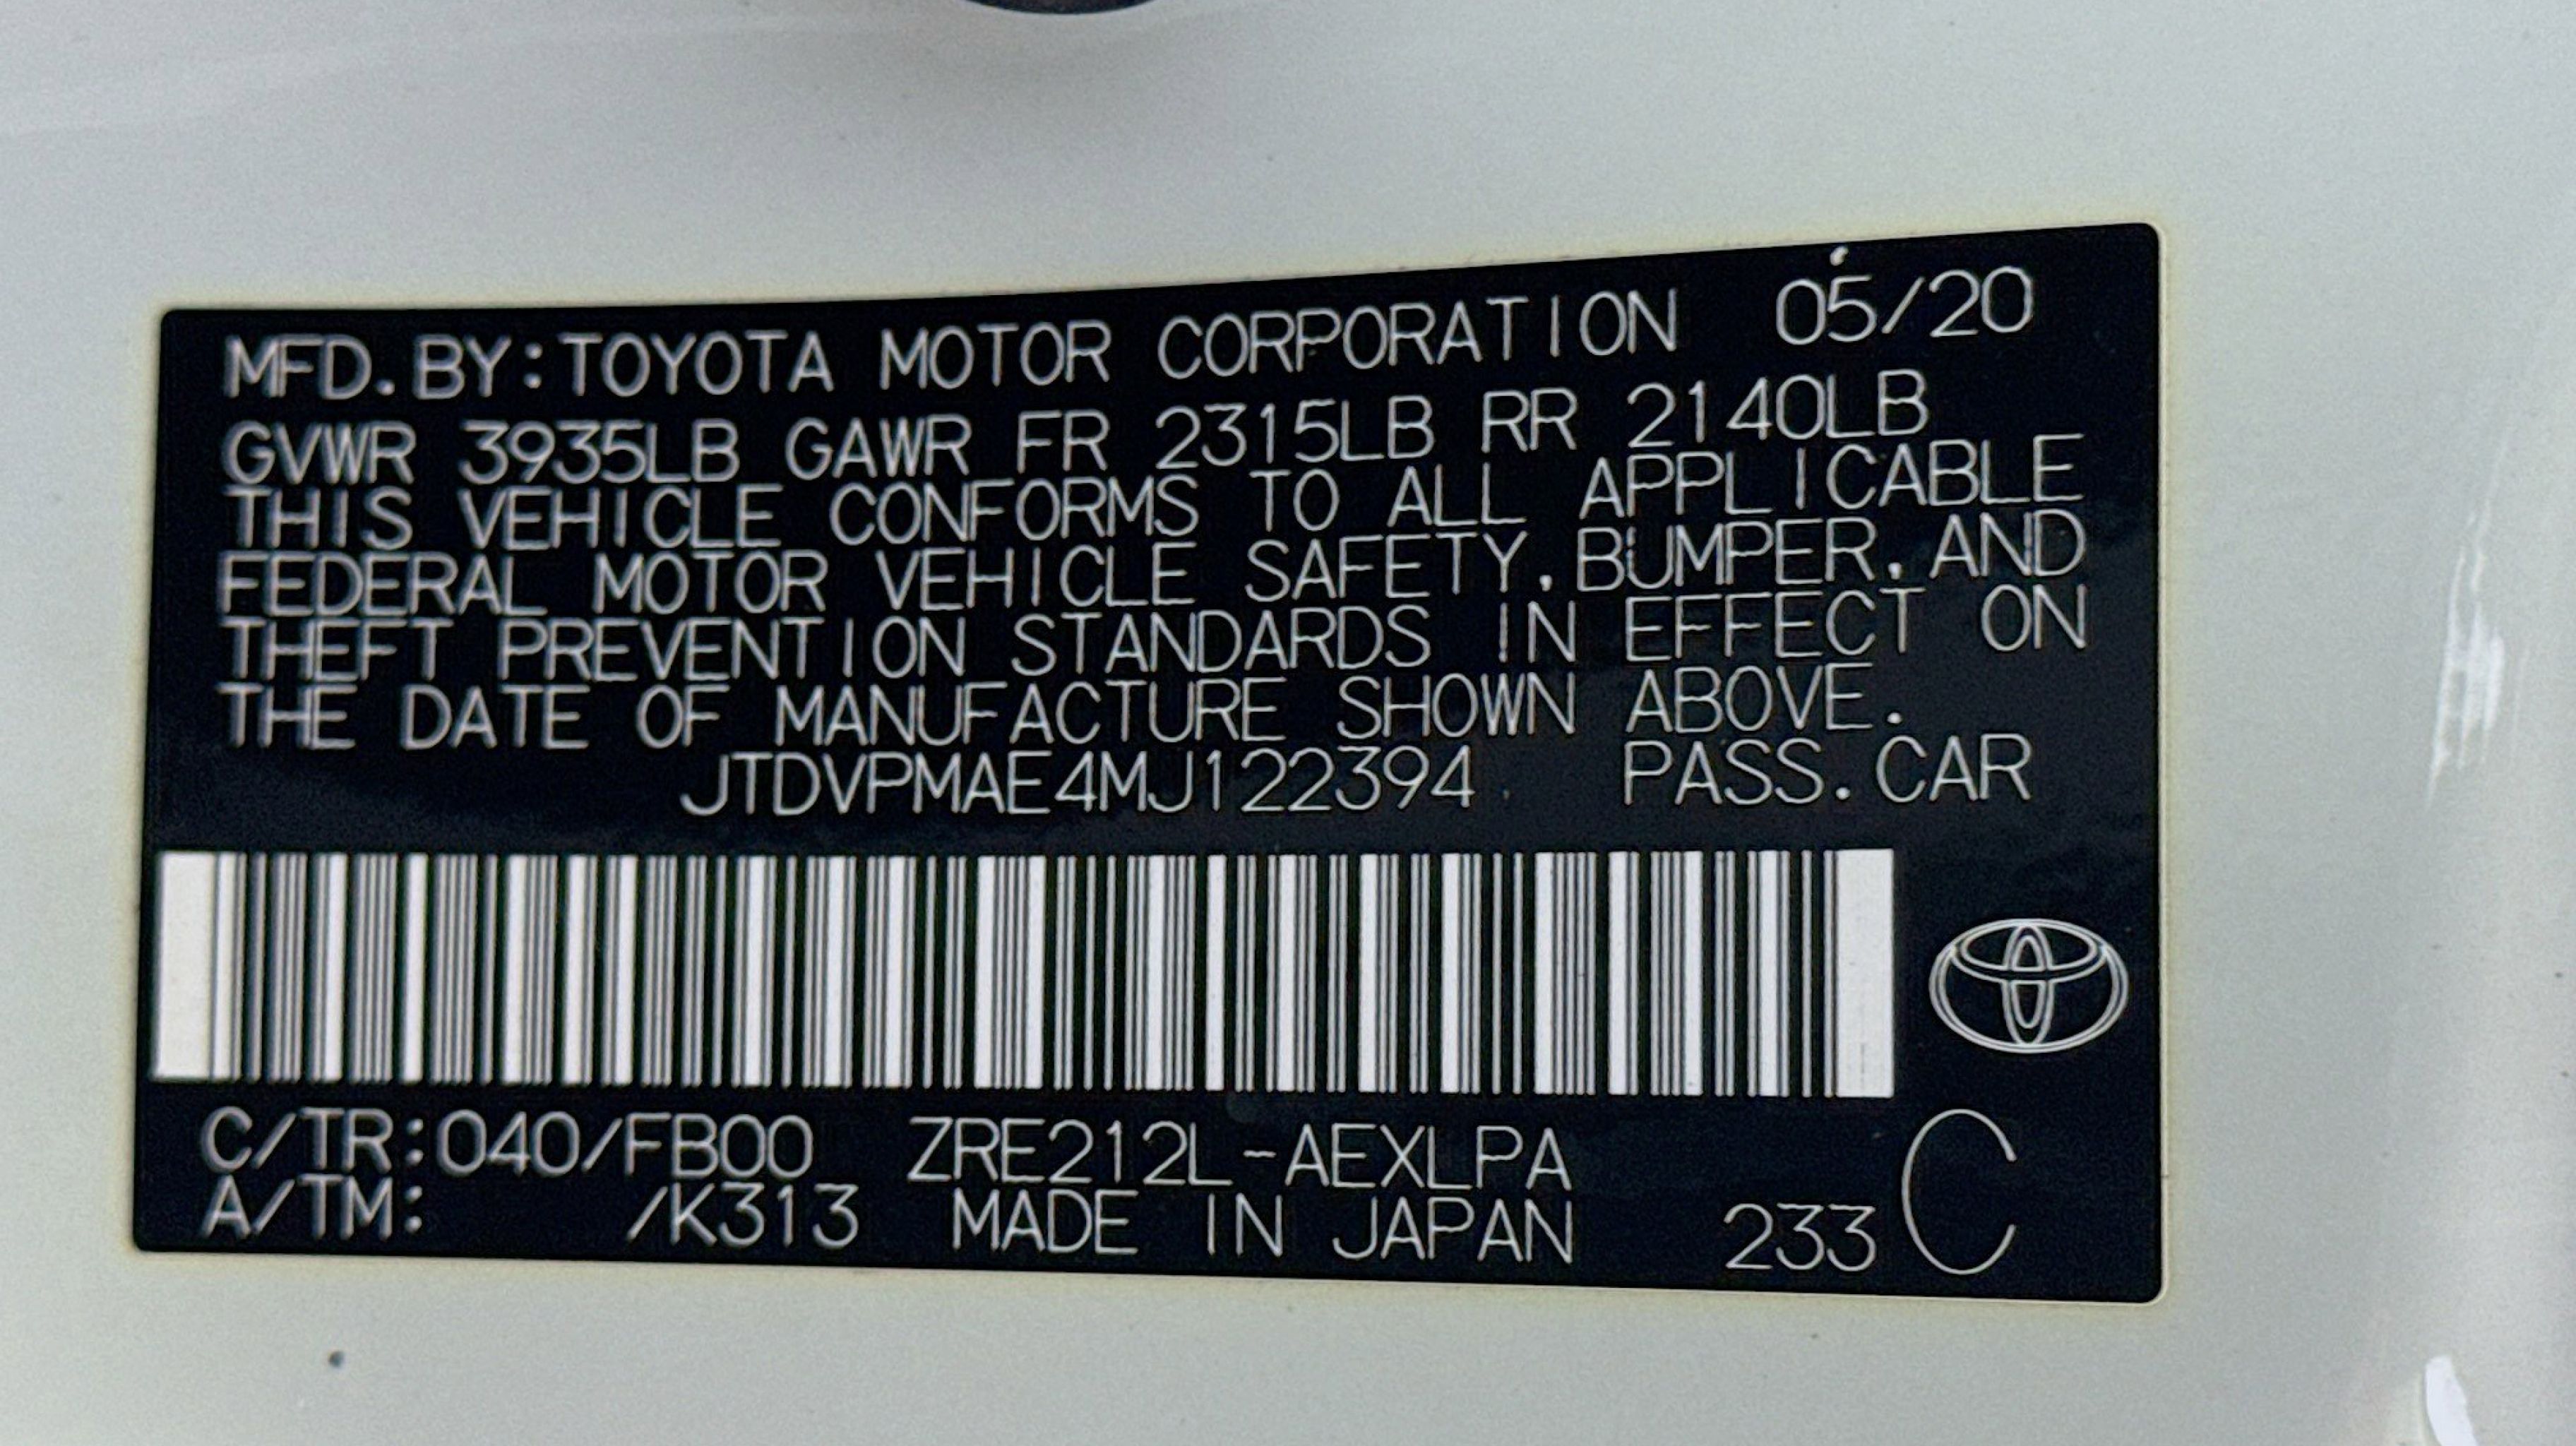 MFD.BY:TOYOTA MOTOR CORPORATION 05/20
GVWR 3935LB GAWR FR 2315LB RR 2140LB
THIS VEHICLE CONFORMS TO ALL APPLICABLE
FEDERAL MOTOR VEHICLE SAFETY, BUMPER, AND
THEFT PREVENTION STANDARDS IN EFFECT ON
THE DATE OF MANUFACTURE SHOWN ABOVE.
JTDVPMAE4MJ122394 PASS.CAR
C/TR:040/FB00 ZRE212L-AEXLPA
A/TM: /K313 MADE IN JAPAN 233 C